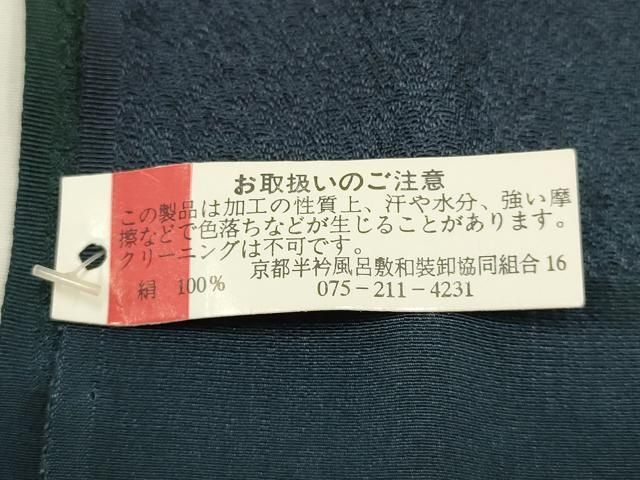 お取扱いのご注意
この製品は加工の性質上、汗や水分、強い摩
擦などで色落ちなどが生じることがあります。
クリーニングは不可です。
京都半衿風呂敷和装卸協同組合16
絹 100%
075-211-4231